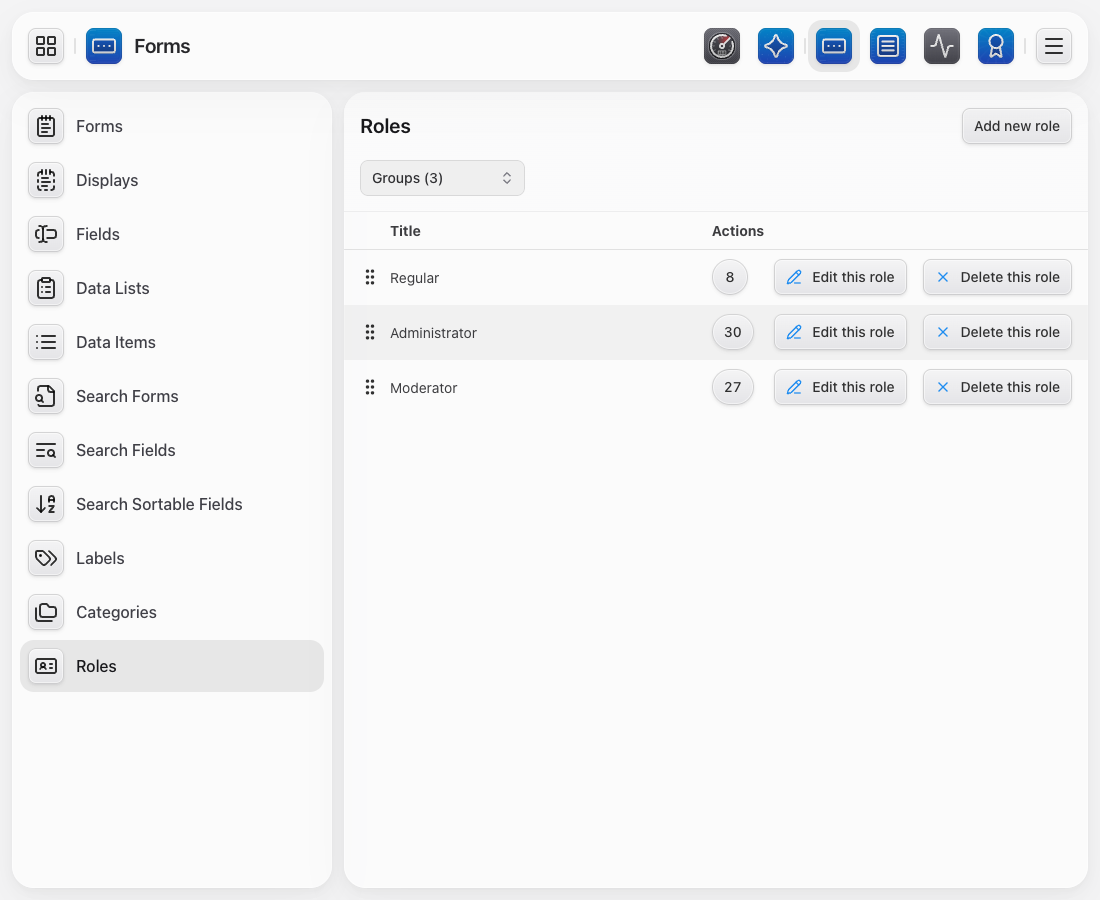 Forms
Forms
Displays
Fields
Data Lists
Data Items
Search Forms
Search Fields
Search Sortable Fields
Labels
Categories
Roles
Roles
Add new role
Groups (3)
Title Actions
Regular 8 Edit this role Delete this role
Administrator 30 Edit this role Delete this role
Moderator 27 Edit this role Delete this role